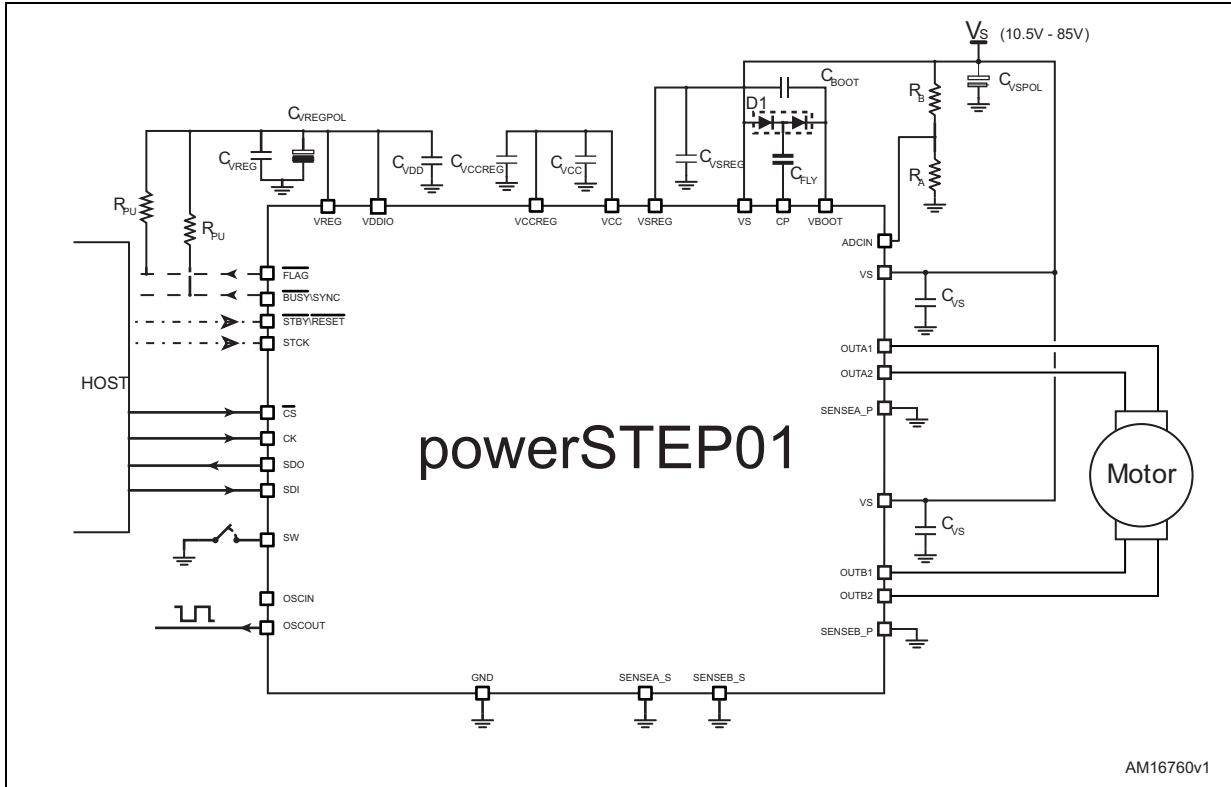 VS (10.5V - 85V)
CBOOT
CVSPOL
RB
D1
CVREGPOL
CVREG
CVDD
CVCCREG
CVCC
CVSREG
CFLY
RA
RPU
RPU
VREG
VDDIO
VCCREG
VCC
VSREG
VS
CP
VBOOT
ADCIN
FLAG
VS
BUSY\SYNC
CVS
STBY\RESET
STCK
OUTA1
HOST
OUTA2
CS
SENSEA_P
CK
powerSTEP01
SDO
Motor
SDI
VS
CVS
SW
OUTB1
OSCIN
OUTB2
OSCOUT
SENSEB_P
GND
SENSEA_S
SENSEB_S
AM16760v1